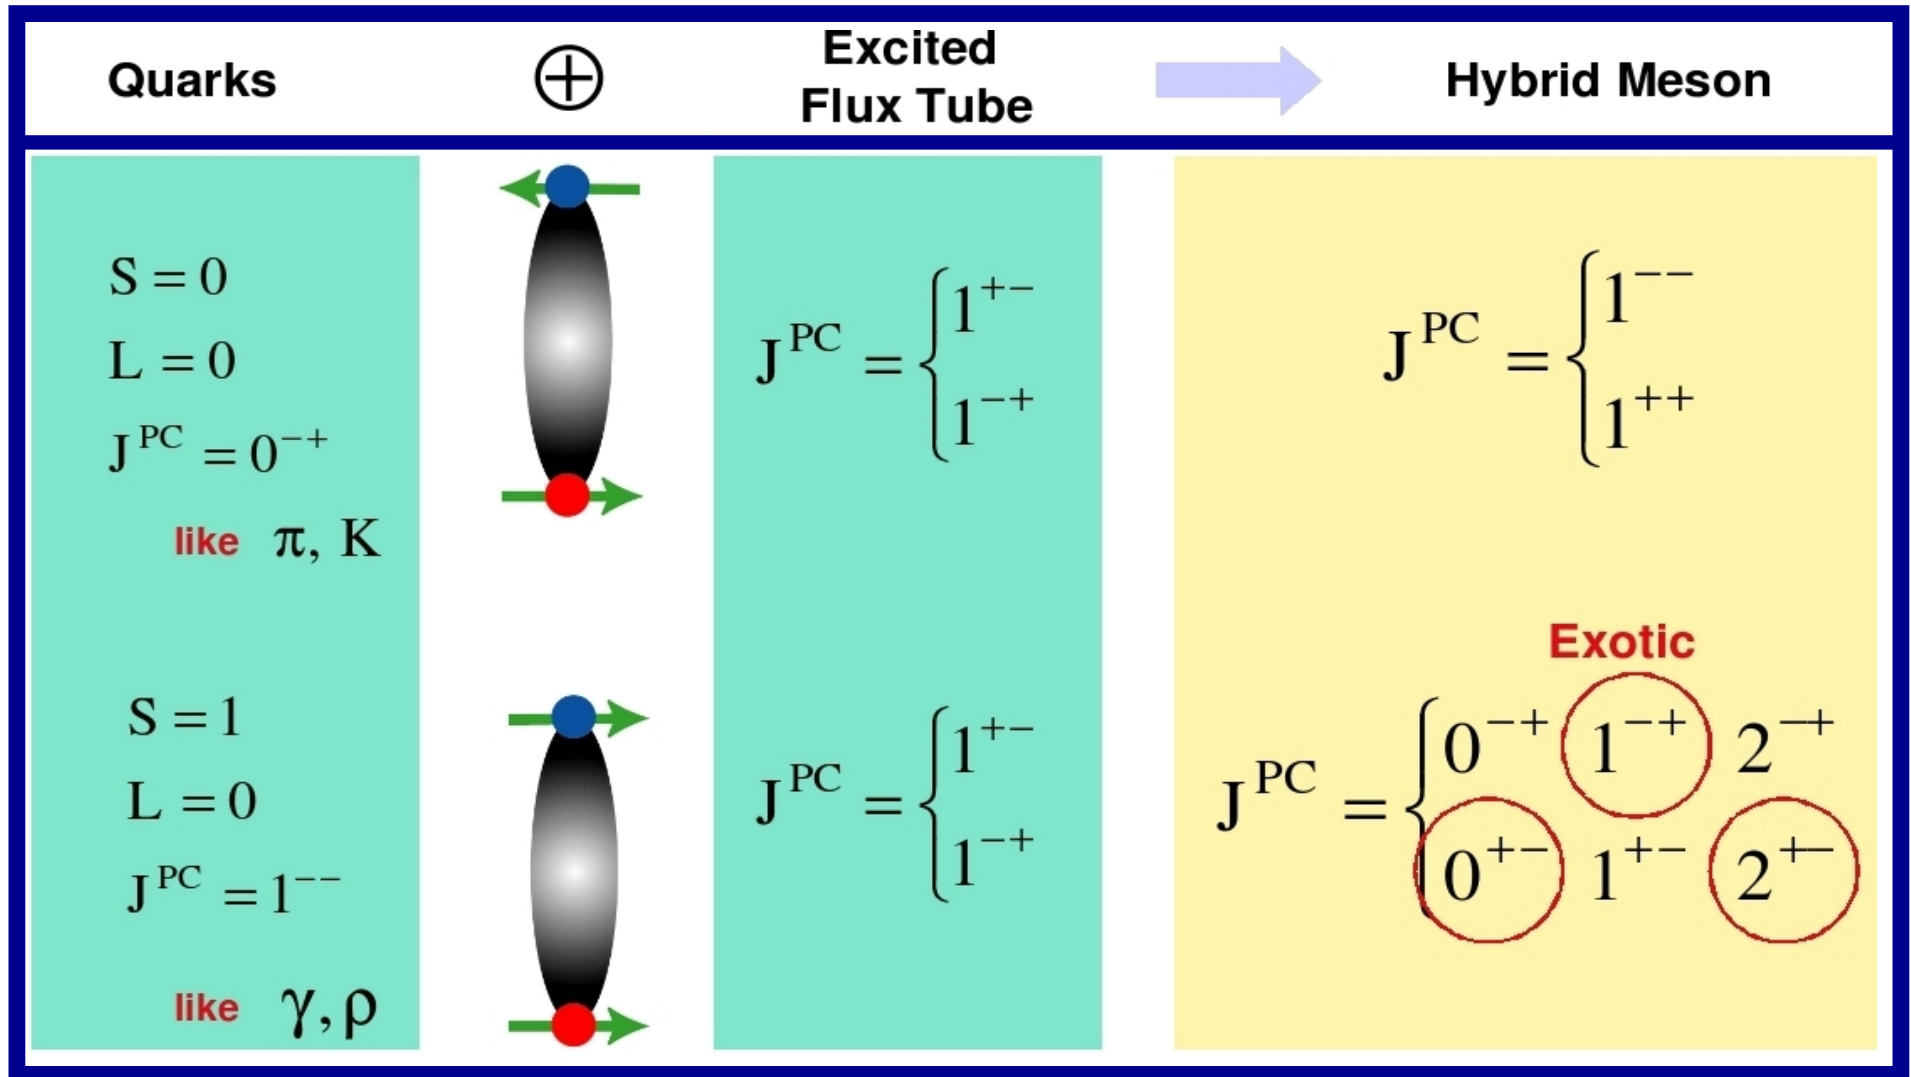 Quarks ⊕ Excited Flux Tube Hybrid Meson
S = 0
L = 0
J^PC = 0^-+
like π, K
J^PC = { 1^+-
1^-+
J^PC = { 1^--
1^++
S = 1
L = 0
J^PC = 1^--
like γ, ρ
J^PC = { 1^+-
1^-+
Exotic
J^PC = { 0^-+ 1^-+ 2^-+
0^+- 1^+- 2^+-